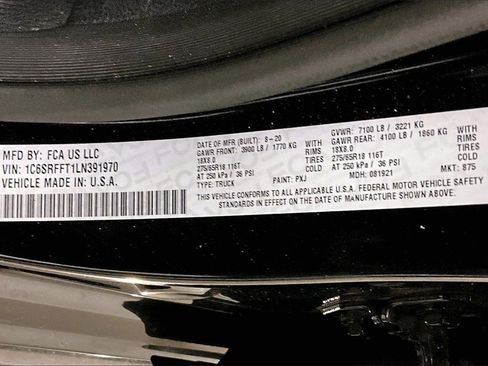 MFD BY: FCA US LLC
VIN: 1C6SRFFT1LN391970
VEHICLE MADE IN U.S.A.
DATE OF MFR (BUILT): 8-20
GAWR FRONT: 3900 LB / 1770 KG
18X8.0 RIMS
275/65R18 116T TIRES
AT 250 kPa / 36 PSI COLD
TYPE: TRUCK PAINT: PXJ
GVWR: 7100 LB / 3221 KG
GAWR REAR: 4100 LB / 1860 KG
18X8.0 RIMS
275/65R18 116T TIRES
AT 250 kPa / 36 PSI COLD
MDH: 081921 MKT: 875
THIS VEHICLE CONFORMS TO ALL APPLICABLE U.S.A. FEDERAL MOTOR VEHICLE SAFETY
STANDARDS IN EFFECT ON THE DATE OF MANUFACTURE SHOWN ABOVE.